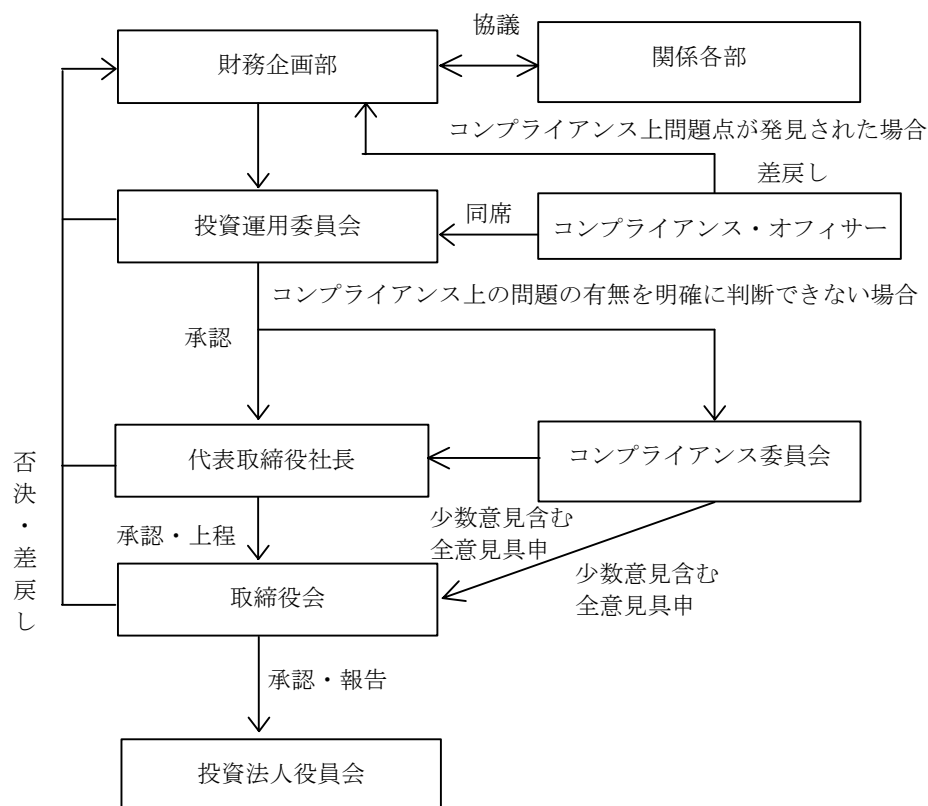 協議
財務企画部
関係各部
コンプライアンス上問題点が発見された場合
差戻し
投資運用委員会
同席
コンプライアンス・オフィサー
コンプライアンス上の問題の有無を明確に判断できない場合
承認
代表取締役社長
コンプライアンス委員会
否決・差戻し
承認・上程
少数意見含む
全意見具申
少数意見含む
全意見具申
取締役会
承認・報告
投資法人役員会